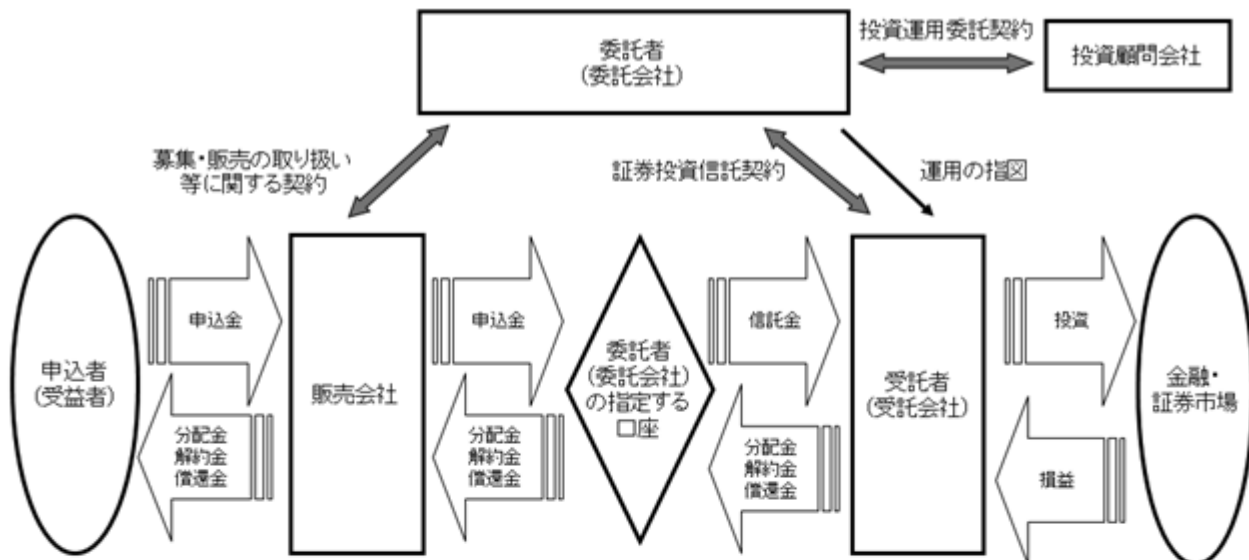 委託者
(委託会社)
投資運用委託契約
投資顧問会社
募集・販売の取り扱い
等に関する契約
証券投資信託契約
運用の指図
申込者
(受益者)
申込金
分配金
解約金
償還金
販売会社
申込金
分配金
解約金
償還金
委託者
(委託会社)
の指定する
口座
信託金
分配金
解約金
償還金
受託者
(受託会社)
投資
損益
金融・
証券市場